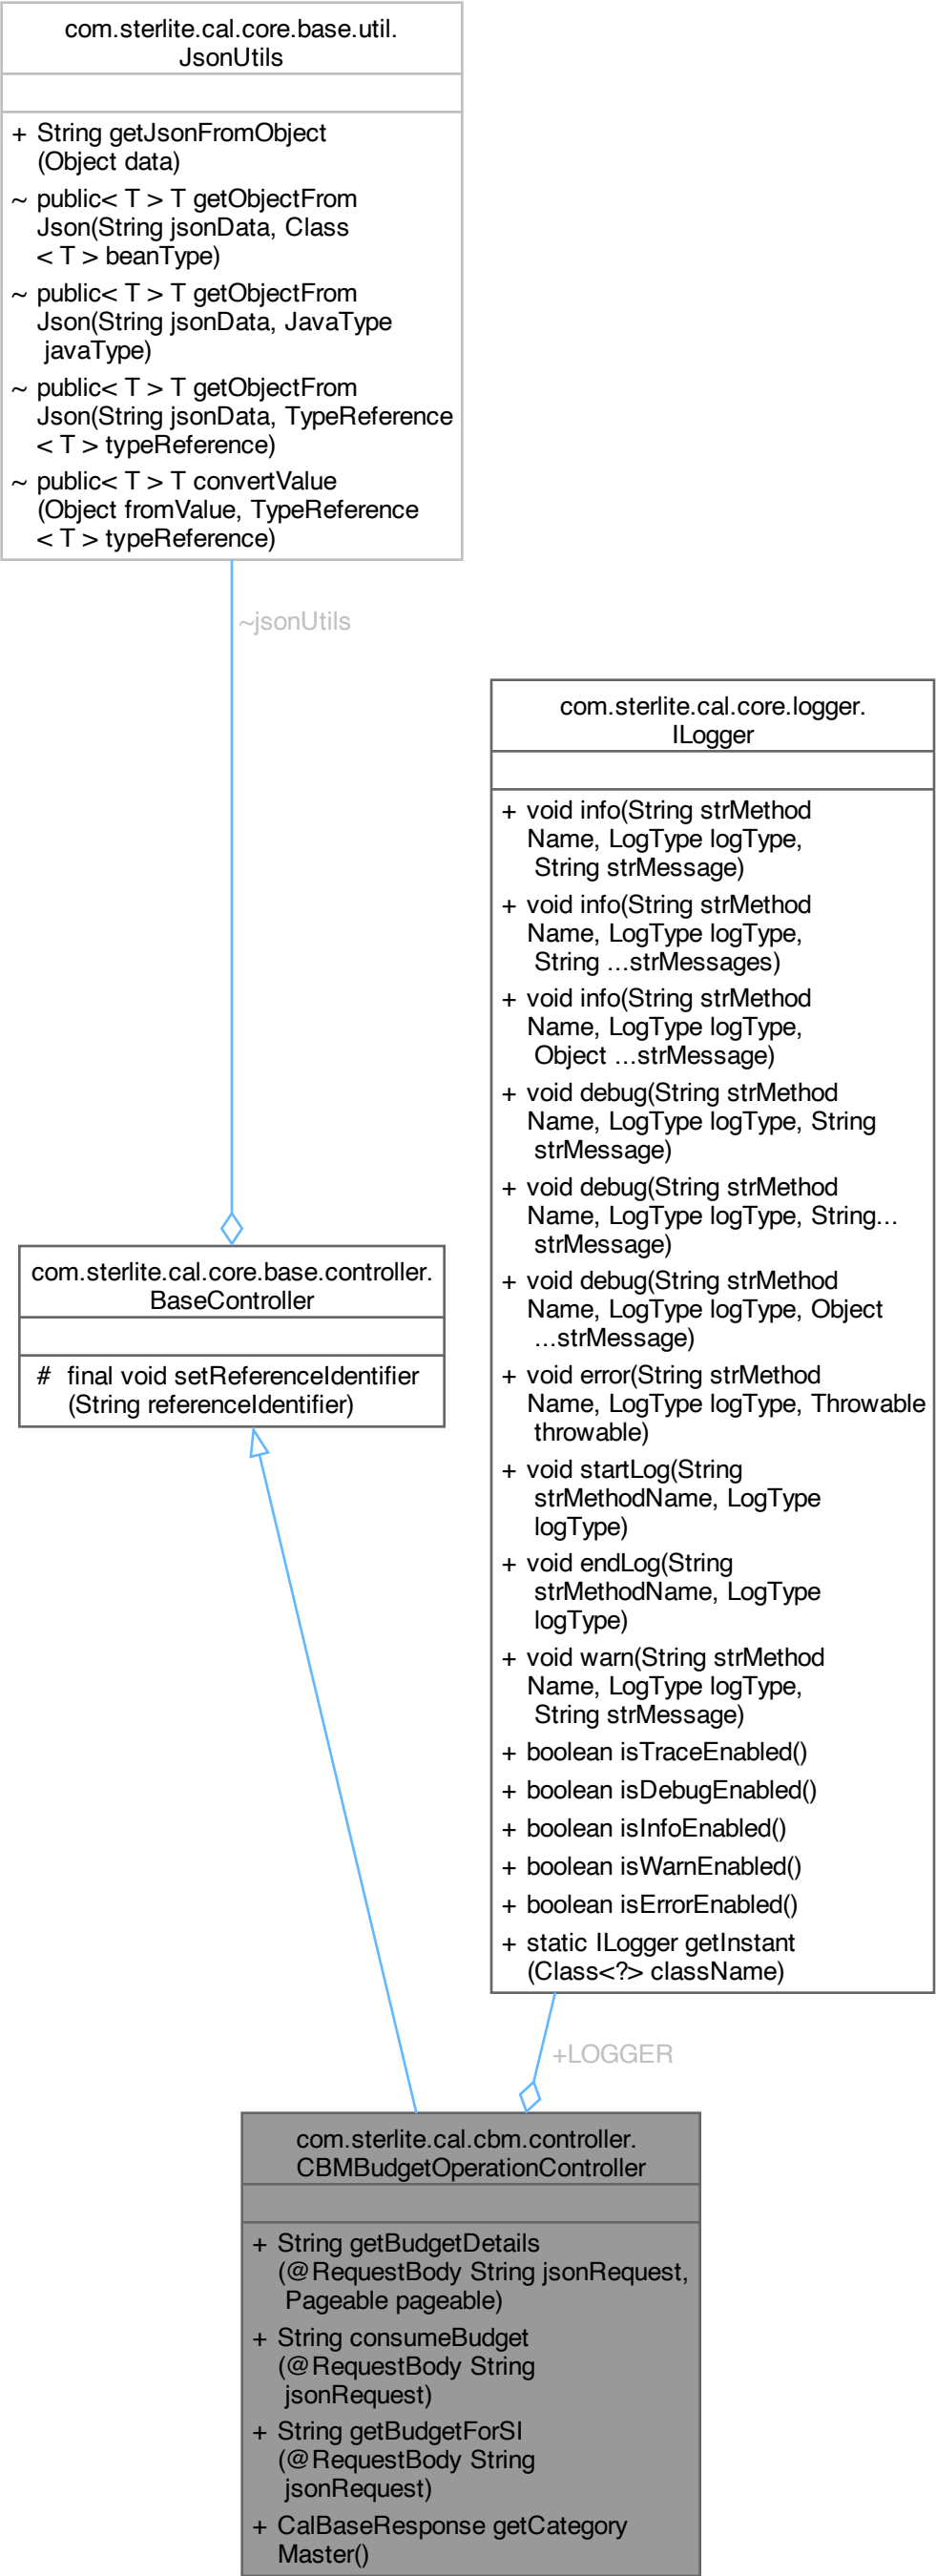 com.sterlite.cal.core.base.util.
JsonUtils
+ String getJsonFromObject
(Object data)
~ public< T > T getObjectFrom
Json(String jsonData, Class
< T > beanType)
~ public< T > T getObjectFrom
Json(String jsonData, JavaType
javaType)
~ public< T > T getObjectFrom
Json(String jsonData, TypeReference
< T > typeReference)
~ public< T > T convertValue
(Object fromValue, TypeReference
< T > typeReference)
~jsonUtils
com.sterlite.cal.core.logger.
ILogger
+ void info(String strMethod
Name, LogType logType,
String strMessage)
+ void info(String strMethod
Name, LogType logType,
String ...strMessages)
+ void info(String strMethod
Name, LogType logType,
Object ...strMessage)
+ void debug(String strMethod
Name, LogType logType, String
strMessage)
+ void debug(String strMethod
Name, LogType logType, String...
strMessage)
+ void debug(String strMethod
Name, LogType logType, Object
...strMessage)
+ void error(String strMethod
Name, LogType logType, Throwable
throwable)
+ void startLog(String
strMethodName, LogType
logType)
+ void endLog(String
strMethodName, LogType
logType)
+ void warn(String strMethod
Name, LogType logType,
String strMessage)
+ boolean isTraceEnabled()
+ boolean isDebugEnabled()
+ boolean isInfoEnabled()
+ boolean isWarnEnabled()
+ boolean isErrorEnabled()
+ static ILogger getInstant
(Class<?> className)
com.sterlite.cal.core.base.controller.
BaseController
# final void setReferenceIdentifier
(String referenceIdentifier)
+LOGGER
com.sterlite.cal.cbm.controller.
CBMBudgetOperationController
+ String getBudgetDetails
(@RequestBody String jsonRequest,
Pageable pageable)
+ String consumeBudget
(@RequestBody String
jsonRequest)
+ String getBudgetForSI
(@RequestBody String
jsonRequest)
+ CalBaseResponse getCategory
Master()